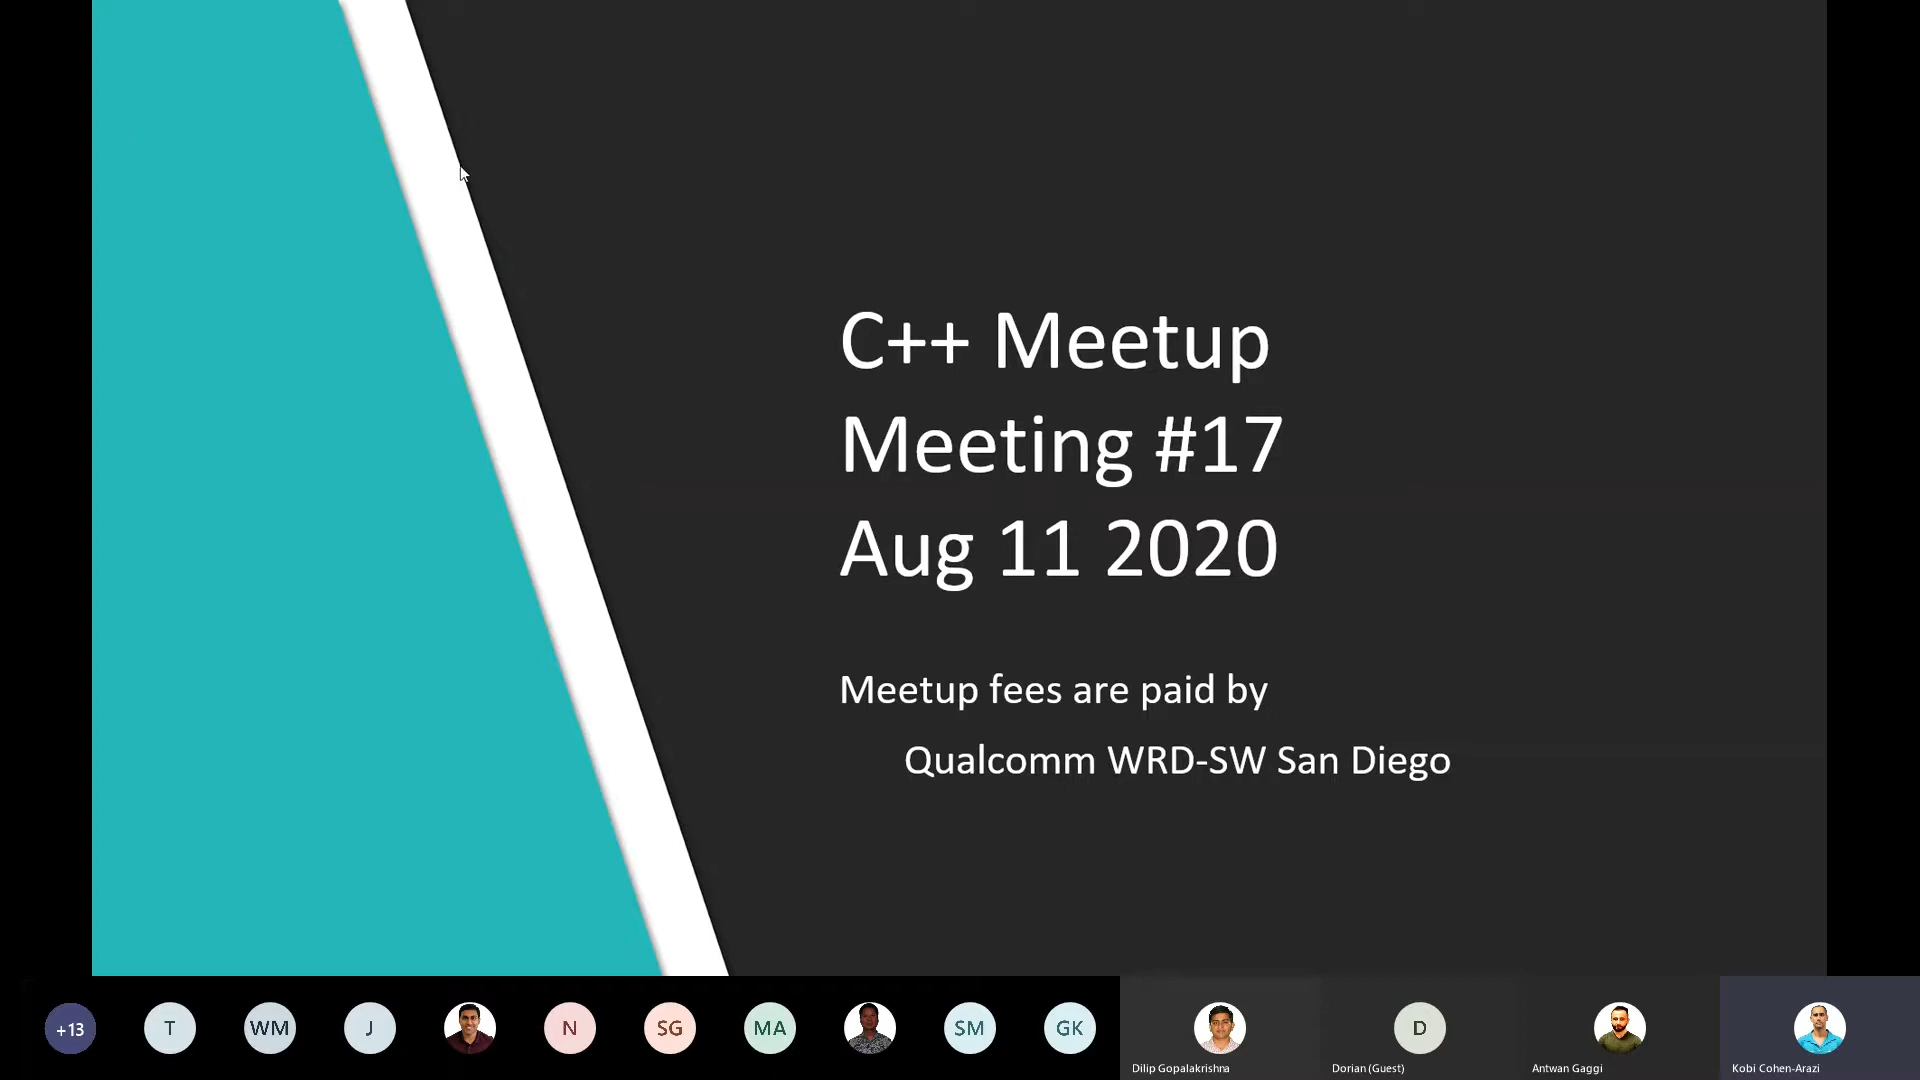 C++ Meetup
Meeting #17
Aug 11 2020
Meetup fees are paid by
Qualcomm WRD-SW San Diego
+13
T
WM
J
N
SG
MA
SM
GK
D
Dilip Gopalakrishna
Dorian (Guest)
Antwan Gaggi
Kobi Cohen-Arazi